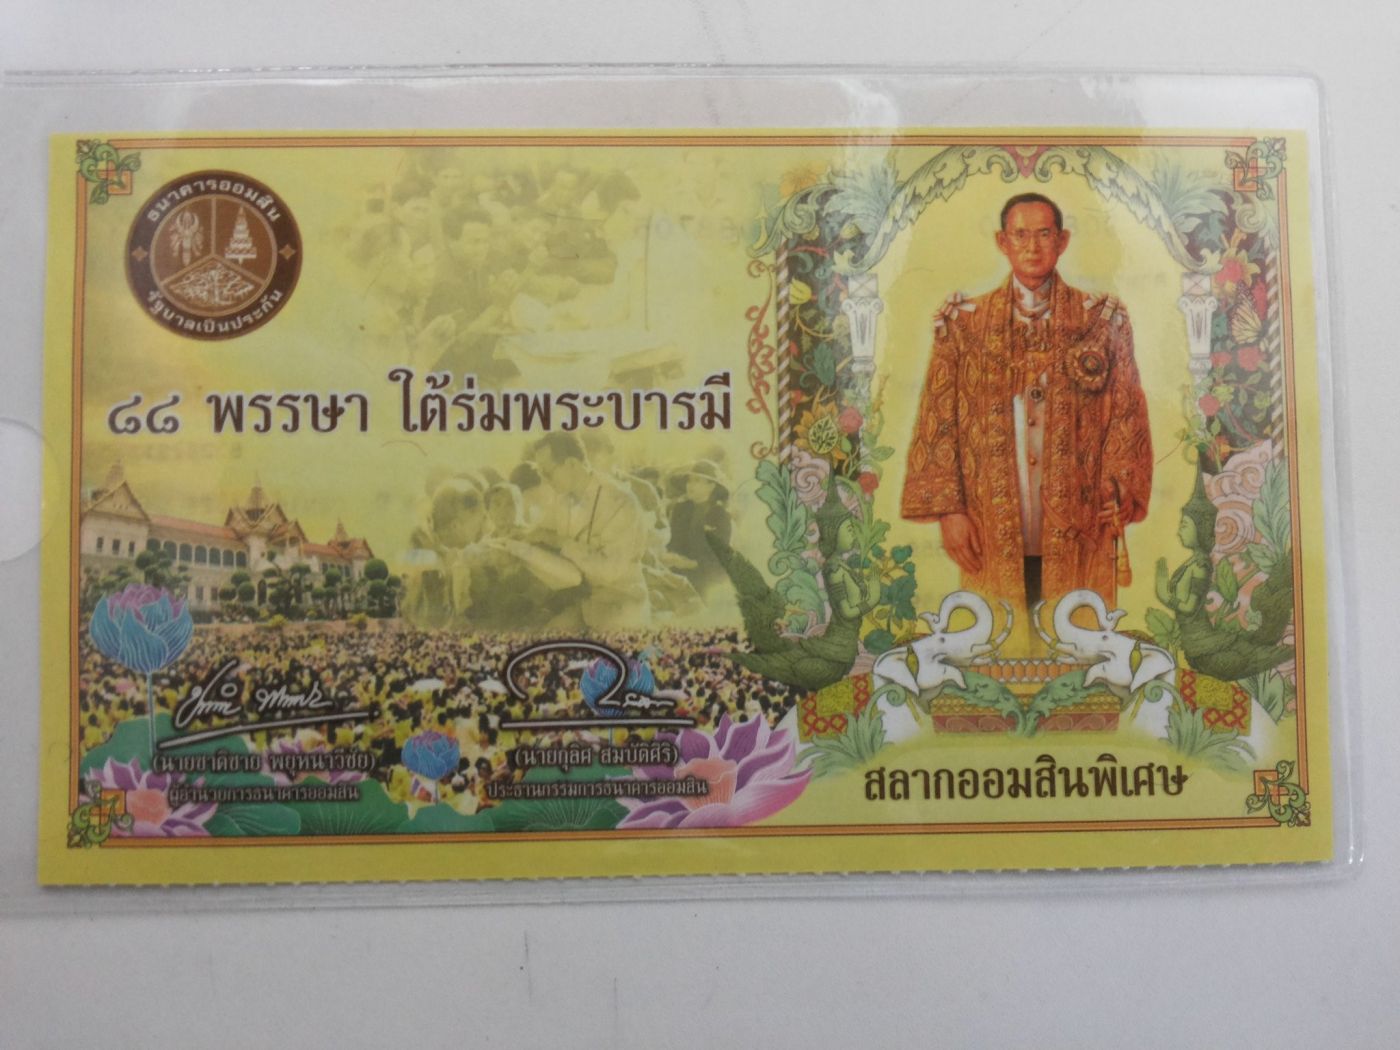 ธนาคารออมสิน
รัฐบาลเป็นประกัน
๘๘ พรรษา ใต้ร่มพระบารมี
(นายชาติชาย พยุหนาวีชัย)
ผู้อำนวยการธนาคารออมสิน
(นายกุลิศ สมบัติศิริ)
ประธานกรรมการธนาคารออมสิน
สลากออมสินพิเศษ